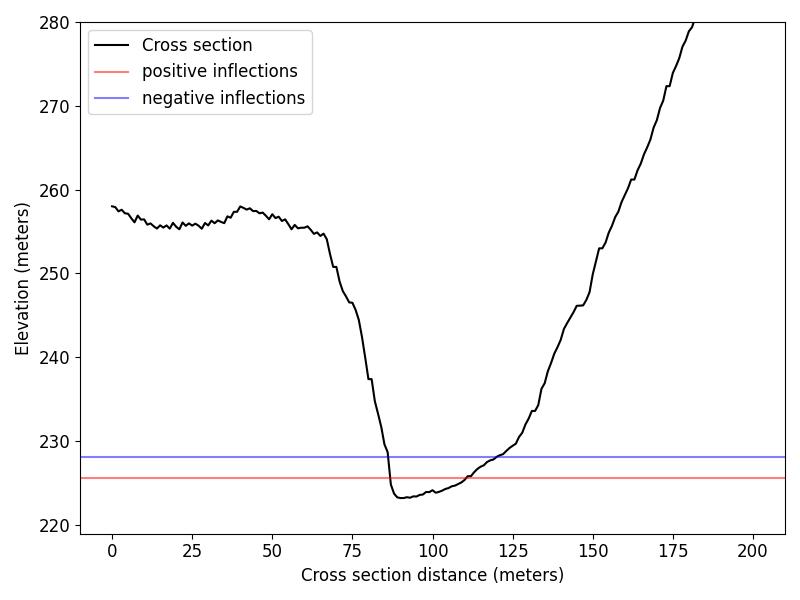 280
270
260
250
240
230
220
Elevation (meters)
Cross section
positive inflections
negative inflections
0 25 50 75 100 125 150 175 200
Cross section distance (meters)